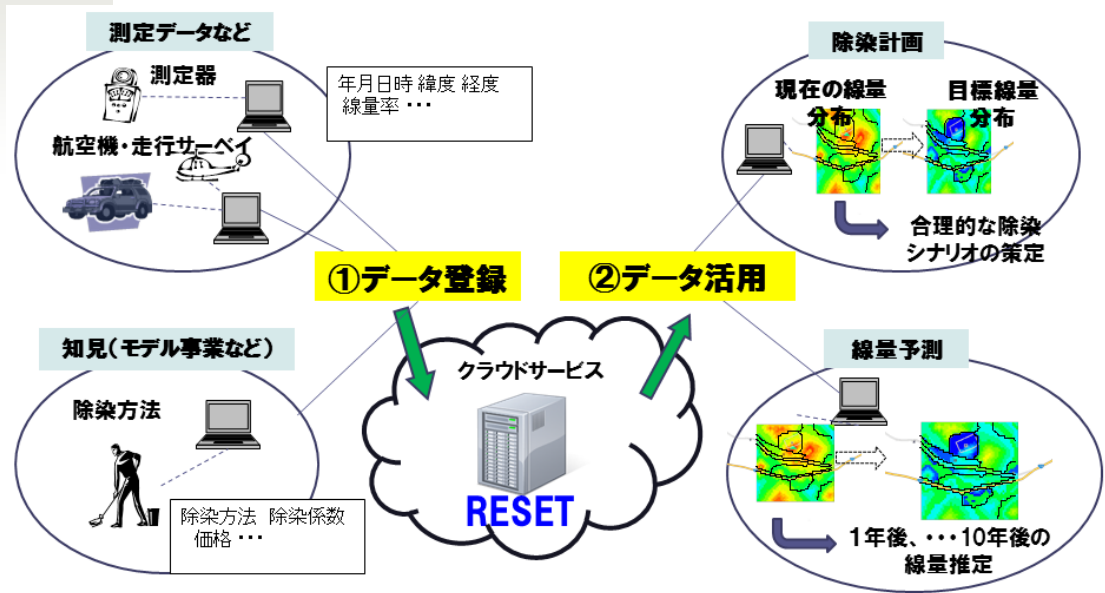 測定データなど
測定器
年月日時 緯度 経度
線量率 ・・・
航空機・走行サーベイ
①データ登録
知見(モデル事業など)
除染方法
除染方法 除染係数
価格 ・・・
クラウドサービス
RESET
②データ活用
除染計画
現在の線量
分布
目標線量
分布
合理的な除染
シナリオの策定
線量予測
1年後、・・・10年後の
線量推定